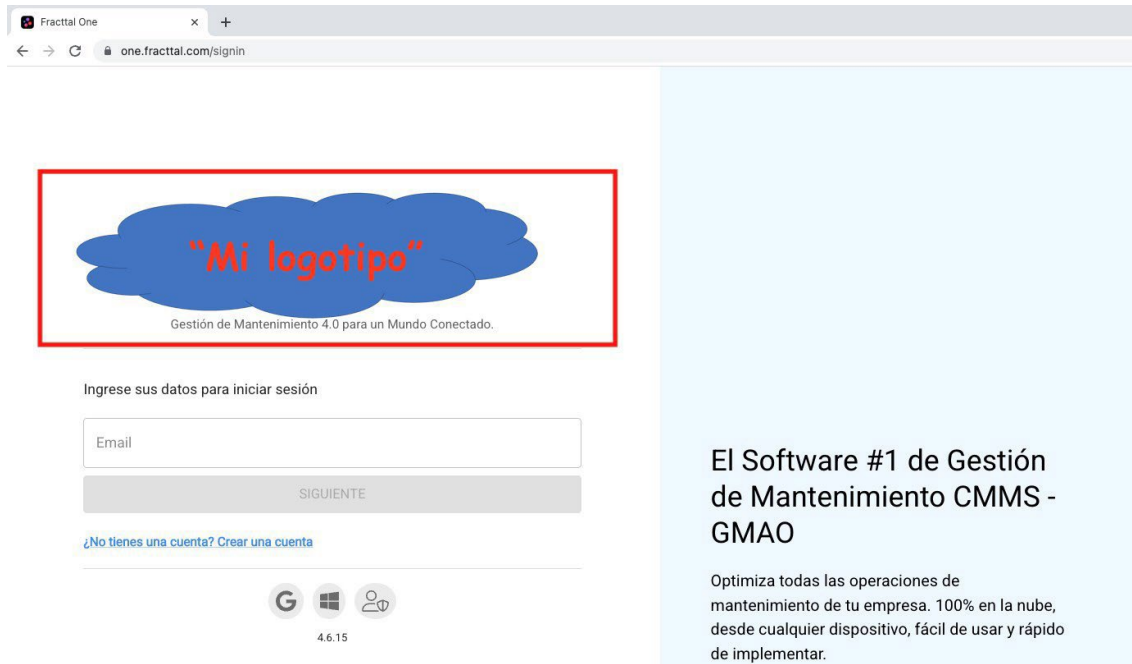 Fracttal One
one.fracttal.com/signin
“Mi logotipo”
Gestión de Mantenimiento 4.0 para un Mundo Conectado.
Ingrese sus datos para iniciar sesión
Email
SIGUIENTE
¿No tienes una cuenta? Crear una cuenta
G
4.6.15
El Software #1 de Gestión
de Mantenimiento CMMS -
GMAO
Optimiza todas las operaciones de
mantenimiento de tu empresa. 100% en la nube,
desde cualquier dispositivo, fácil de usar y rápido
de implementar.